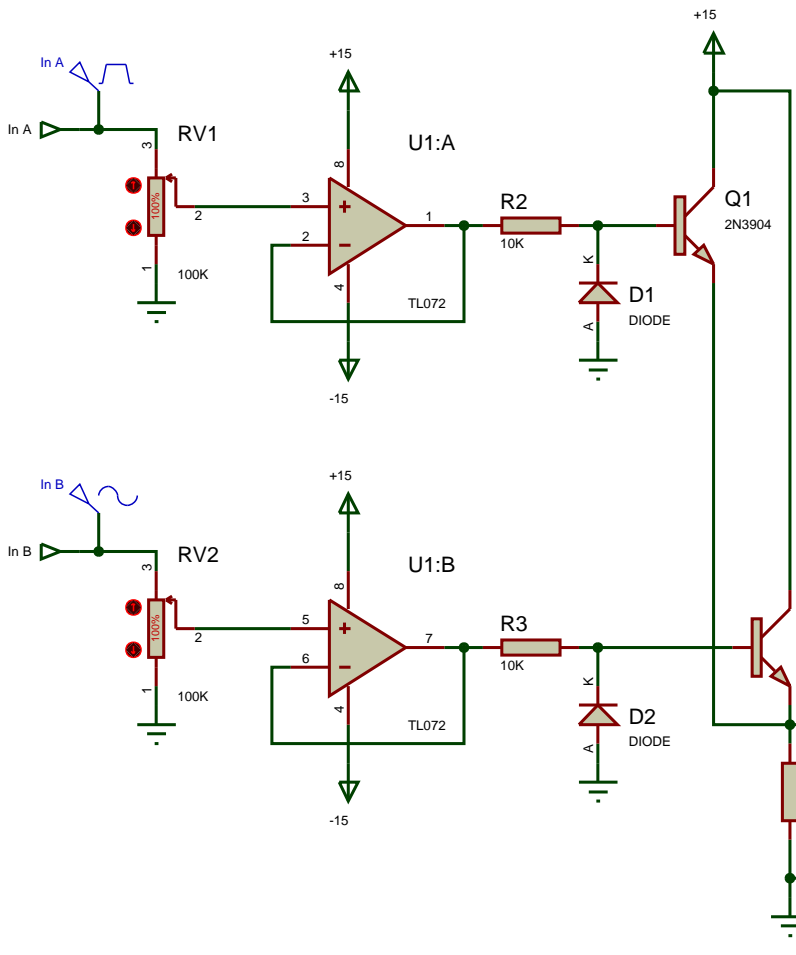 +15
In A
+15
In A
RV1
3
U1:A
8
100%
3
1
R2
Q1
2N3904
2
2
10K
K
1
100K
4
TL072
D1
DIODE
A
-15
In B
+15
In B
RV2
3
U1:B
8
100%
5
7
R3
2
6
10K
K
1
100K
4
TL072
D2
DIODE
A
-15